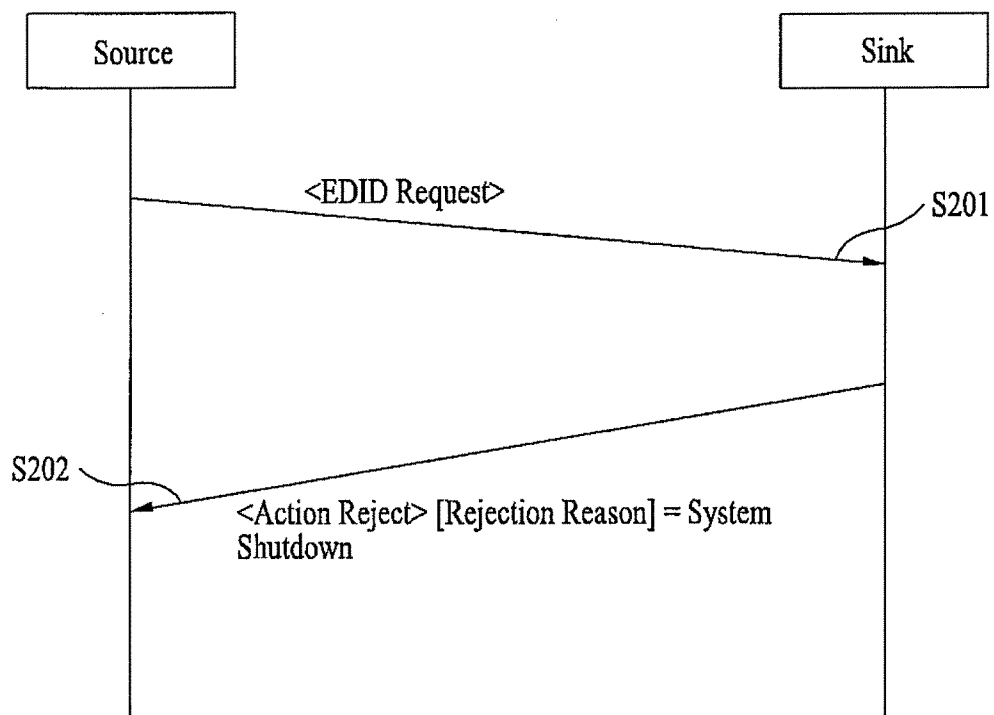 Source
Sink
<EDID Request>
S201
S202
<Action Reject> [Rejection Reason] = System
Shutdown